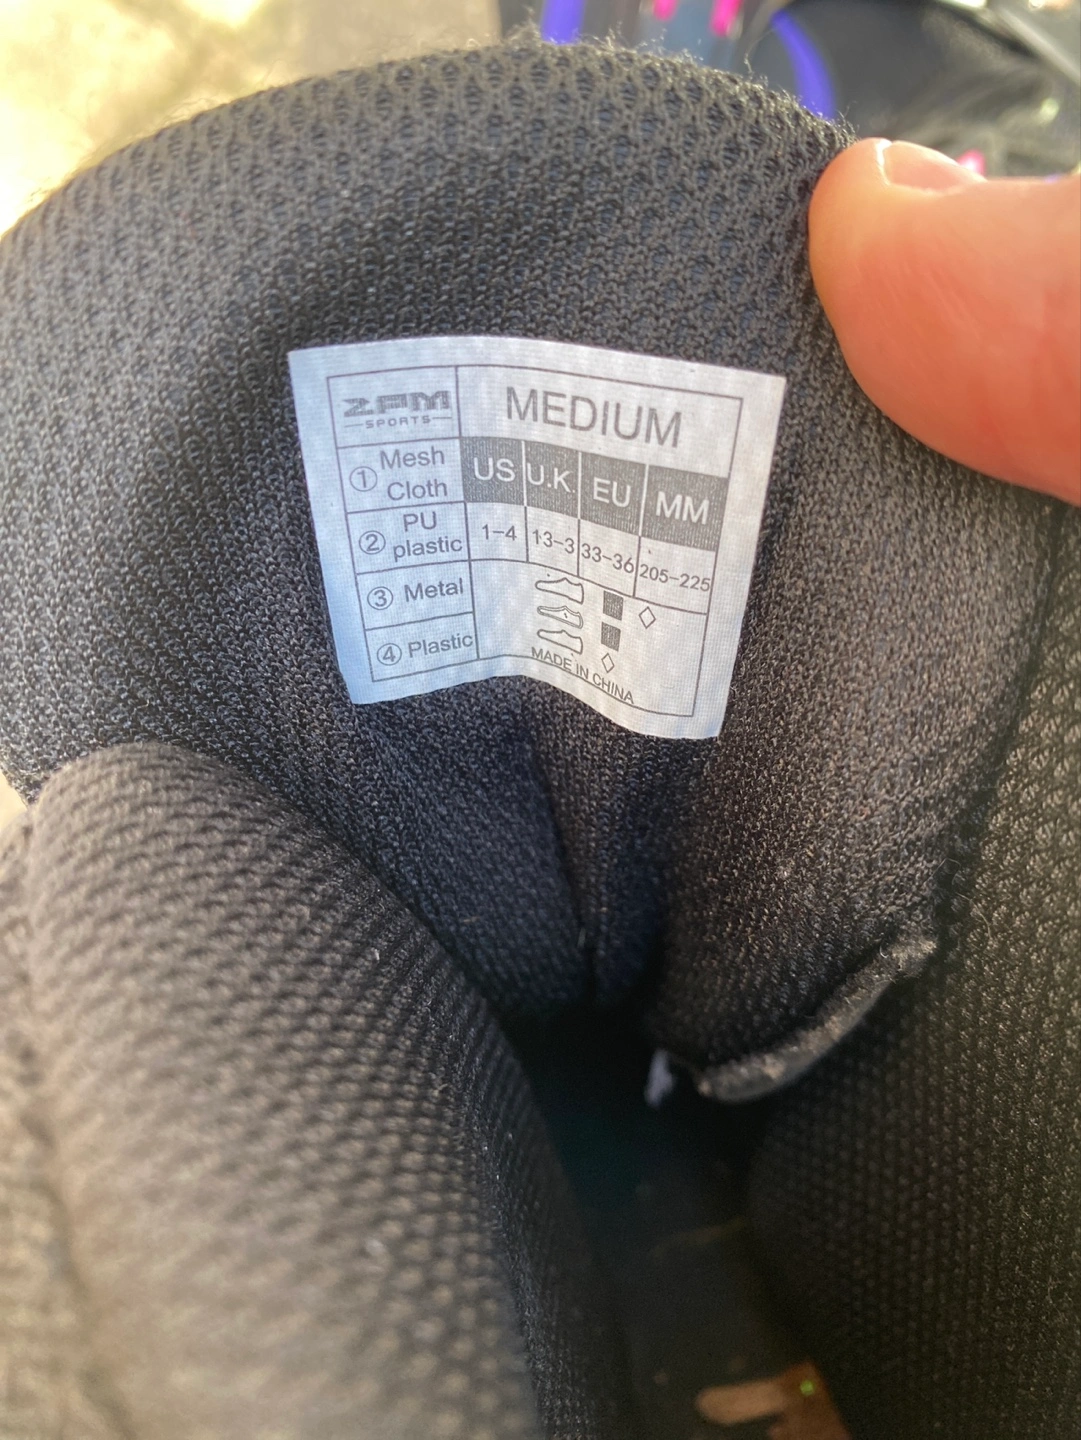 ZPM
SPORTS
MEDIUM
① Mesh Cloth
US U.K. EU MM
② PU plastic
1-4 13-3 33-36 205-225
③ Metal
④ Plastic
MADE IN CHINA